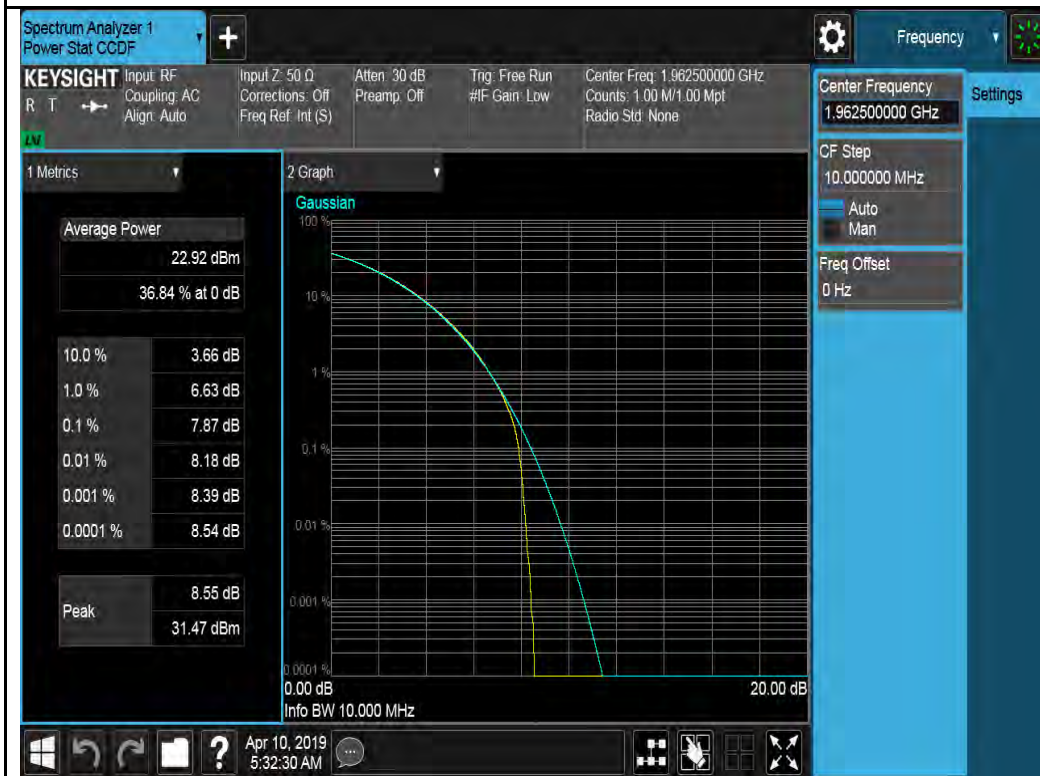 Spectrum Analyzer 1
Power Stat CCDF
+
Frequency
KEYSIGHT
R T
Input: RF
Coupling: AC
Align: Auto
Input Z: 50 Ω
Corrections: Off
Freq Ref: Int (S)
Atten: 30 dB
Preamp: Off
Trig: Free Run
#IF Gain: Low
Center Freq: 1.962500000 GHz
Counts: 1.00 M/1.00 Mpt
Radio Std: None
1 Metrics
Average Power
22.92 dBm
36.84 % at 0 dB
10.0 % 3.66 dB
1.0 % 6.63 dB
0.1 % 7.87 dB
0.01 % 8.18 dB
0.001 % 8.39 dB
0.0001 % 8.54 dB
Peak
8.55 dB
31.47 dBm
2 Graph
Gaussian
100 %
10 %
1 %
0.1 %
0.01 %
0.001 %
0.0001 %
0.00 dB
20.00 dB
Info BW 10.000 MHz
Center Frequency
1.962500000 GHz
Settings
CF Step
10.000000 MHz
Auto
Man
Freq Offset
0 Hz
?
Apr 10, 2019
5:32:30 AM